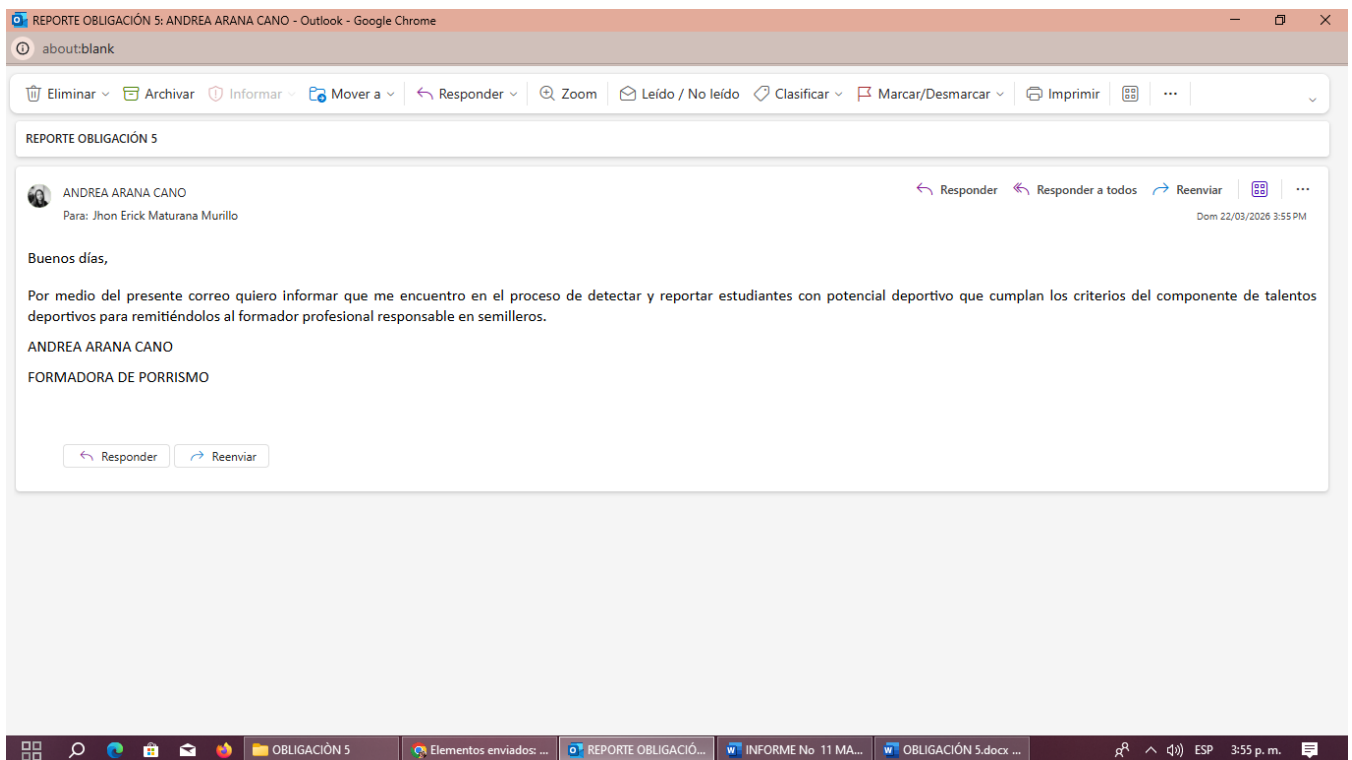 REPORTE OBLIGACIÓN 5: ANDREA ARANA CANO - Outlook - Google Chrome
about:blank
Eliminar Archivar Informar Mover a Responder Zoom Leído / No leído Clasificar Marcar/Desmarcar Imprimir ...
REPORTE OBLIGACIÓN 5
ANDREA ARANA CANO
Responder Responder a todos Reenviar ...
Para: Jhon Erick Maturana Murillo
Dom 22/03/2026 3:55 PM
Buenos días,
Por medio del presente correo quiero informar que me encuentro en el proceso de detectar y reportar estudiantes con potencial deportivo que cumplan los criterios del componente de talentos
deportivos para remitiéndolos al formador profesional responsable en semilleros.
ANDREA ARANA CANO
FORMADORA DE PORRISMO
Responder Reenviar
OBLIGACIÒN 5 Elementos enviados: ... REPORTE OBLIGACIÓ... INFORME No 11 MA... OBLIGACIÓN 5.docx ... ESP 3:55 p. m.